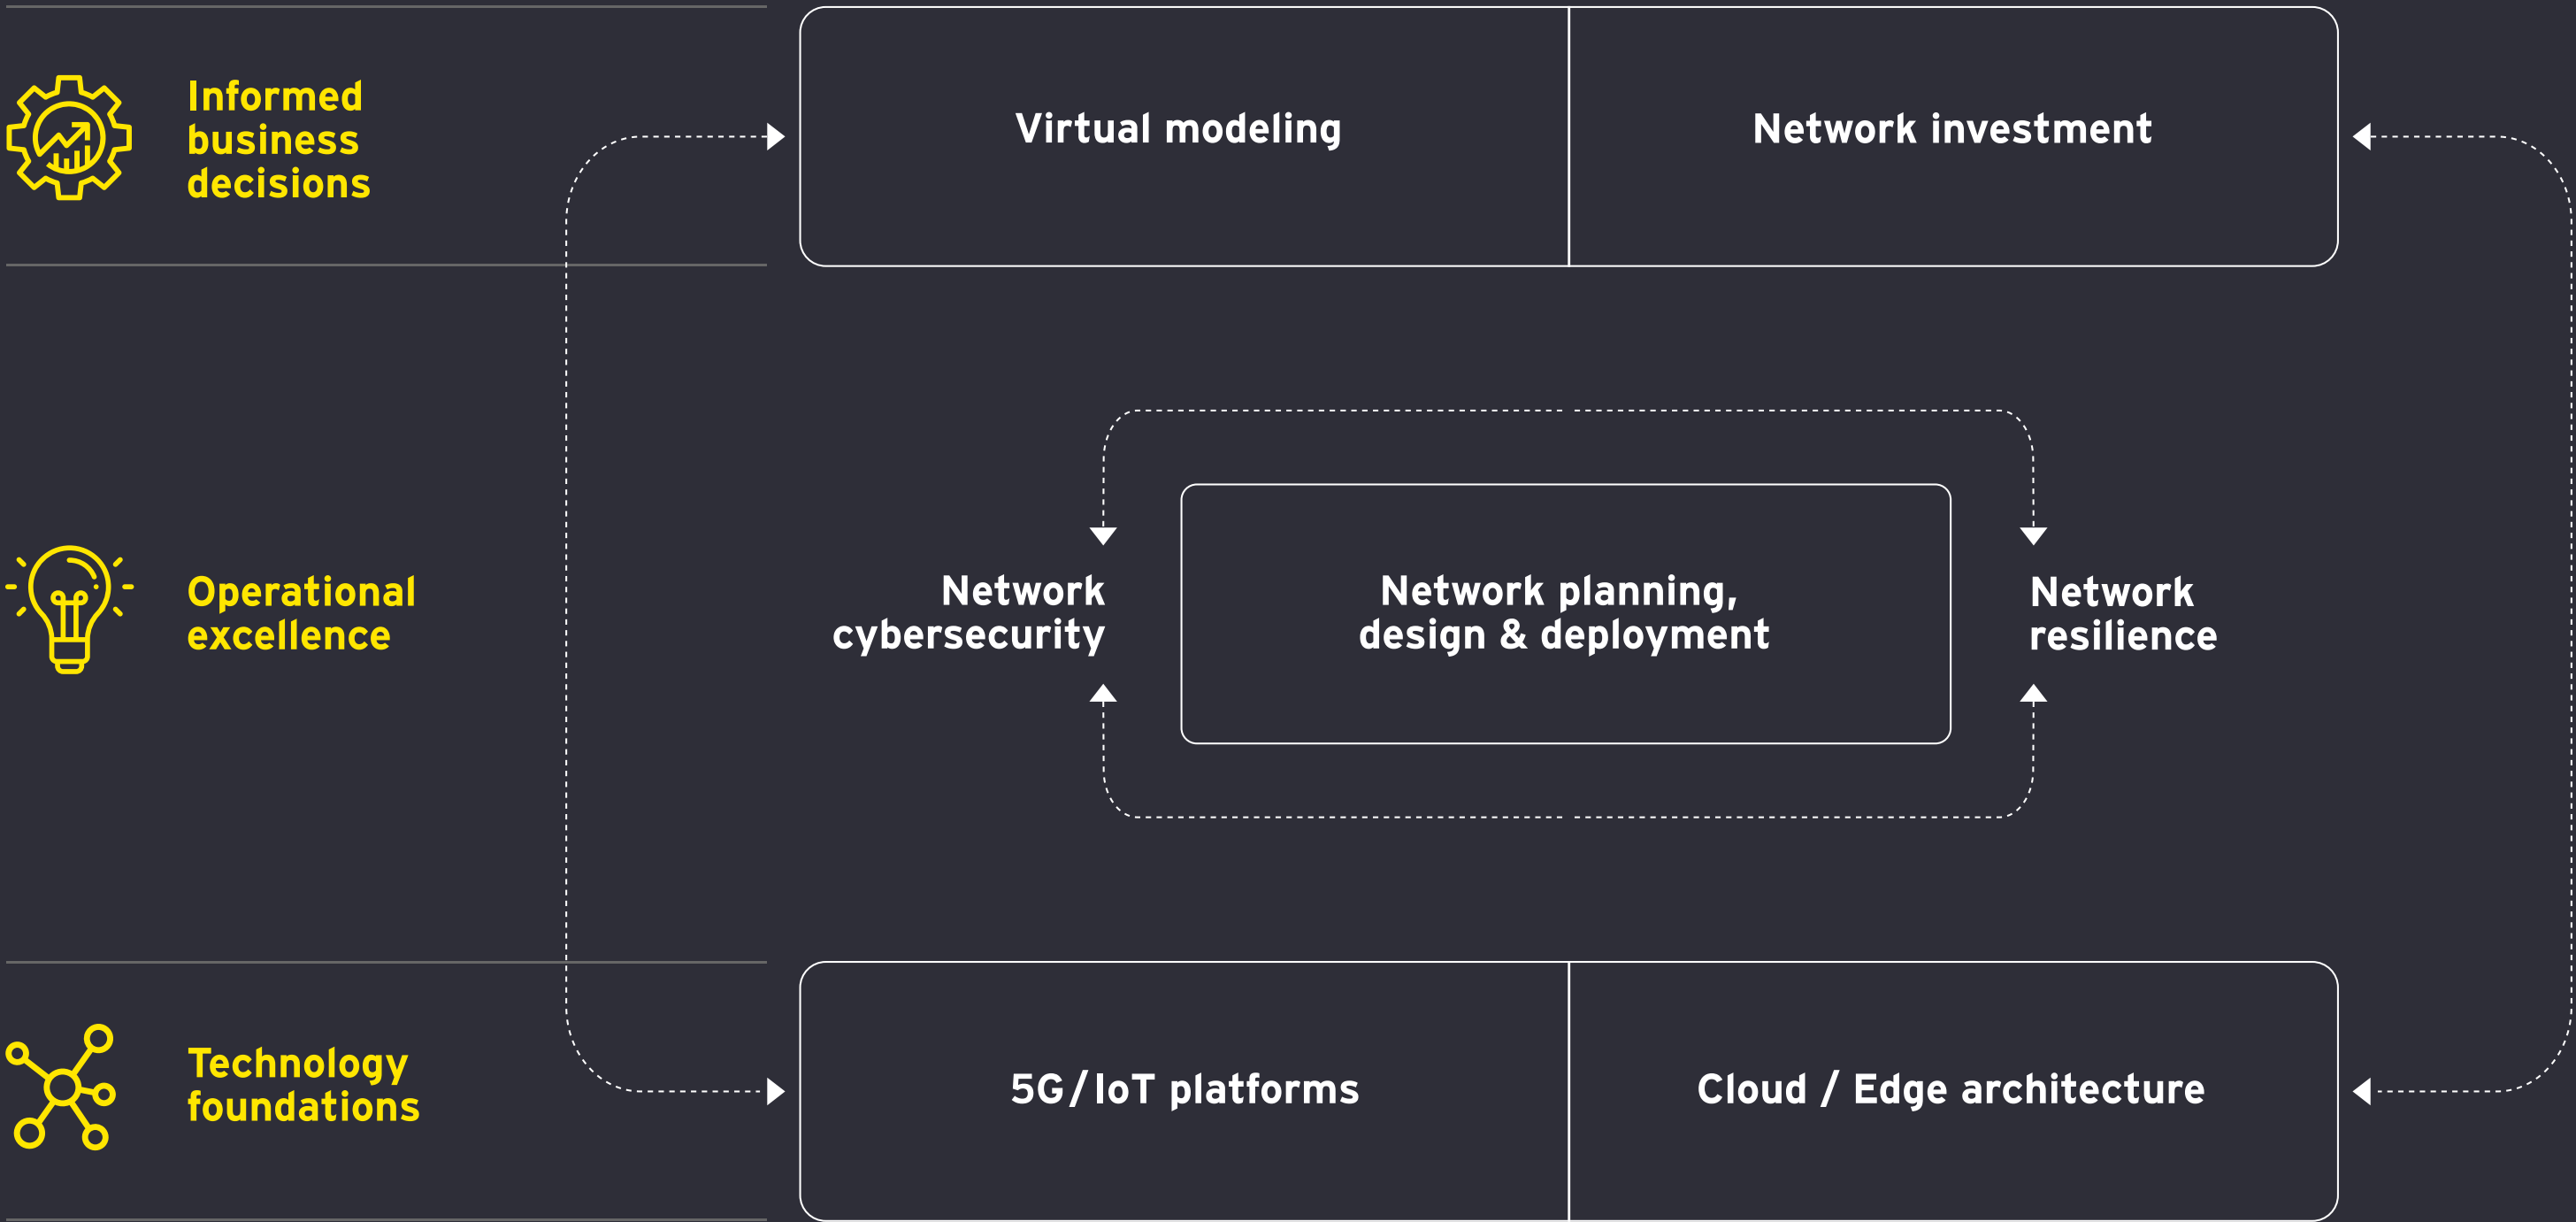 Informed
business
decisions
Virtual modeling
Network investment
Operational
excellence
Network
cybersecurity
Network planning,
design & deployment
Network
resilience
Technology
foundations
5G/IoT platforms
Cloud / Edge architecture